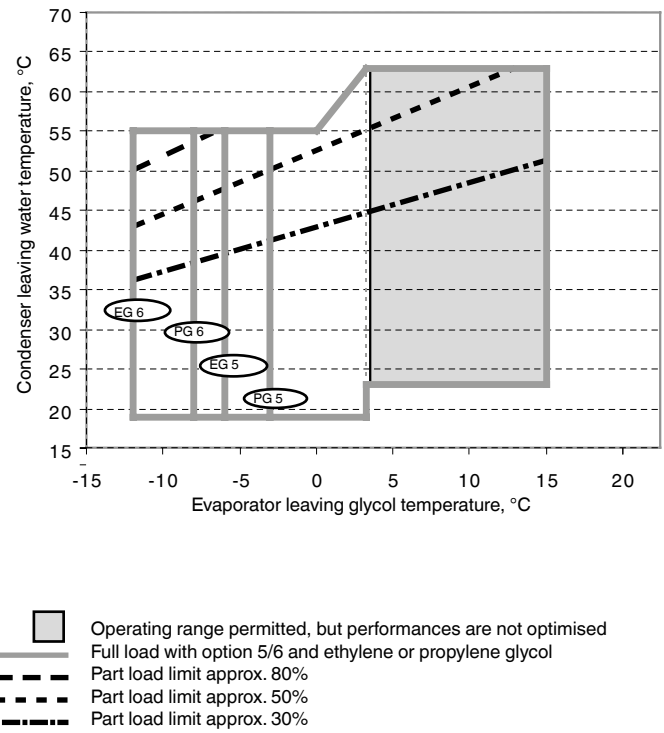 70
65
60
55
50
45
40
35
30
25
20
15
Condenser leaving water temperature, °C
EG 6
PG 6
EG 5
PG 5
-15 -10 -5 0 5 10 15 20
Evaporator leaving glycol temperature, °C
Operating range permitted, but performances are not optimised
Full load with option 5/6 and ethylene or propylene glycol
Part load limit approx. 80%
Part load limit approx. 50%
Part load limit approx. 30%